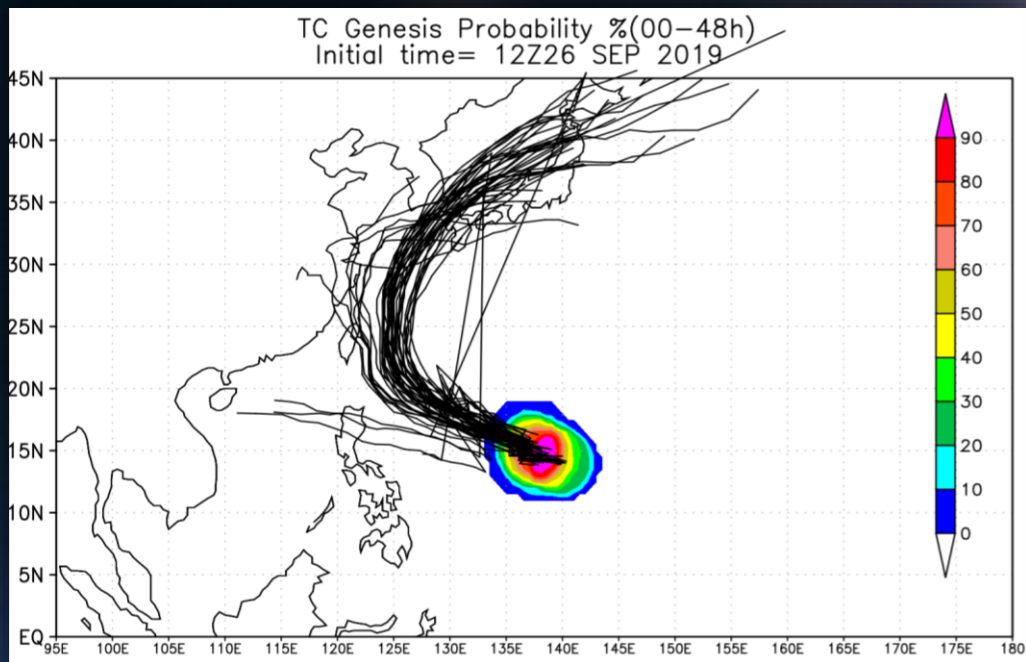 TC Genesis Probability %(00-48h)
Initial time= 12Z26 SEP 2019
45N
40N
35N
30N
25N
20N
15N
10N
5N
EQ
95E 100E 105E 110E 115E 120E 125E 130E 135E 140E 145E 150E 155E 160E 165E 170E 175E 180
90
80
70
60
50
40
30
20
10
0